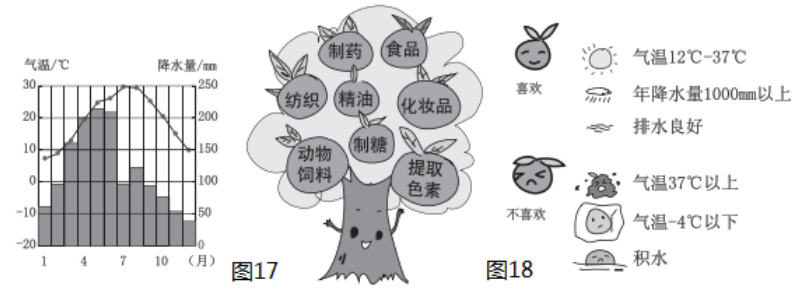 气温/℃ 降水量/mm
30 250
20 200
10 150
0 100
-10 50
-20 0
1 4 7 10 (月)
图17
制药 食品
纺织 精油 化妆品
制糖
动物
饲料
提取
色素
图18
喜欢
气温12℃-37℃
年降水量1000mm以上
排水良好
不喜欢
气温37℃以上
气温-4℃以下
积水